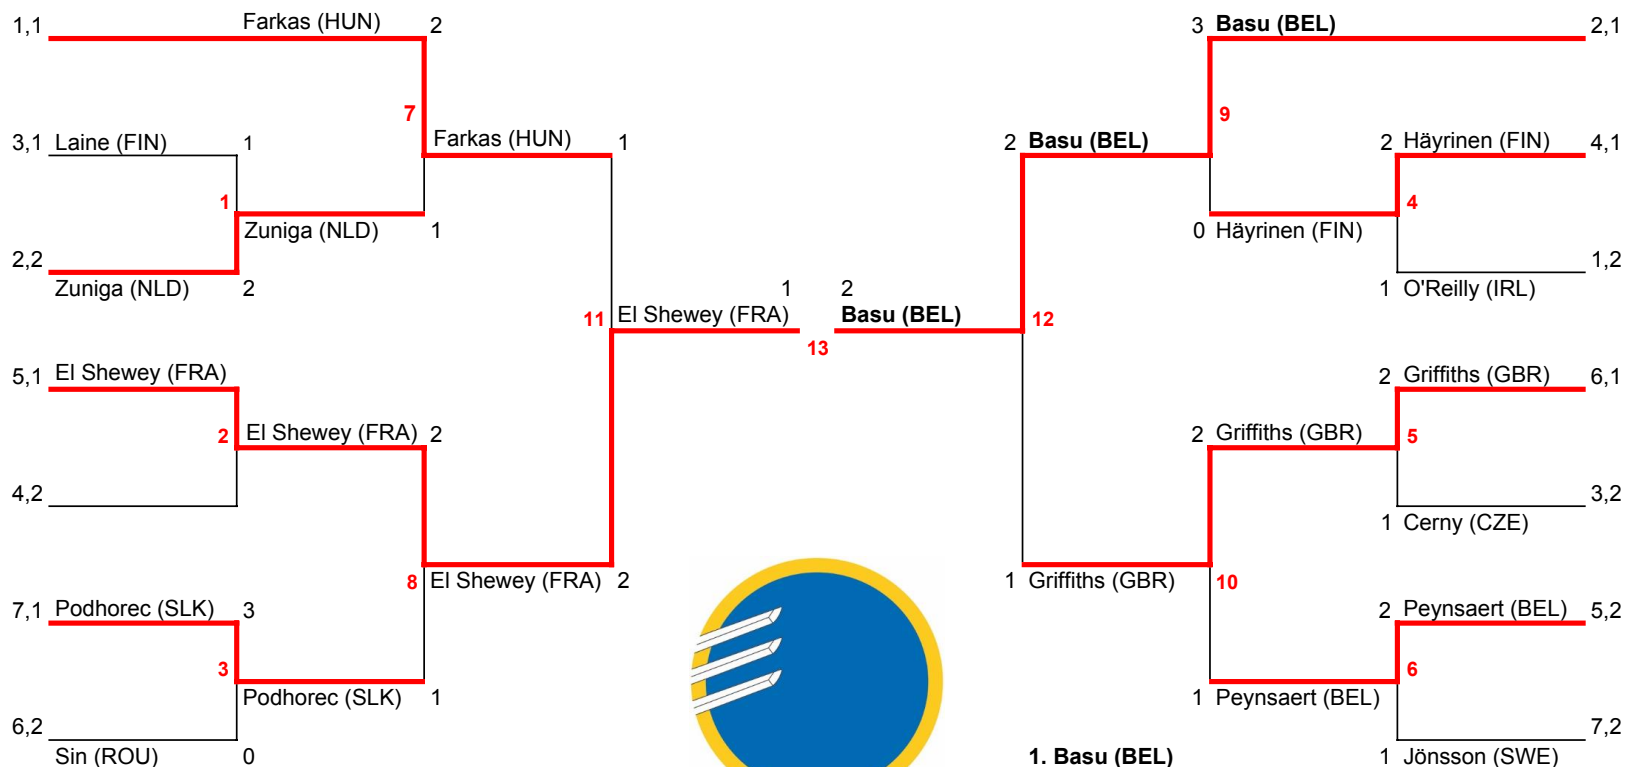 1,1 Farkas (HUN) 2 3 Basu (BEL) 2,1
7 9
3,1 Laine (FIN) 1 Farkas (HUN) 1 2 Basu (BEL) 2 Häyrinen (FIN) 4,1
1 4
Zuniga (NLD) 1 0 Häyrinen (FIN)
2,2 1,2
Zuniga (NLD) 2 1 2 1 O'Reilly (IRL)
11 El Shewey (FRA) Basu (BEL) 12
13
5,1 El Shewey (FRA) 2 Griffiths (GBR) 6,1
2 El Shewey (FRA) 2 2 Griffiths (GBR) 5
4,2 3,2
1 Cerny (CZE)
8 El Shewey (FRA) 2 1 Griffiths (GBR) 10
7,1 Podhorec (SLK) 3 2 Peynsaert (BEL) 5,2
3 6
Podhorec (SLK) 1 1 Peynsaert (BEL)
6,2 7,2
Sin (ROU) 0 1. Basu (BEL) 1 Jönsson (SWE)